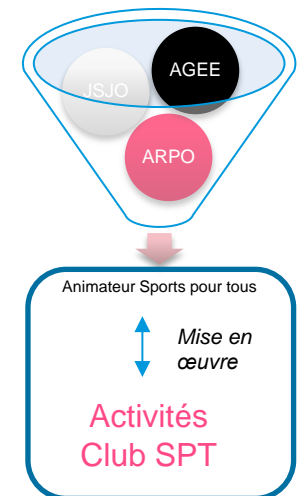 AGEE
JSJO
ARPO
Animateur Sports pour tous
Mise en
œuvre
Activités
Club SPT